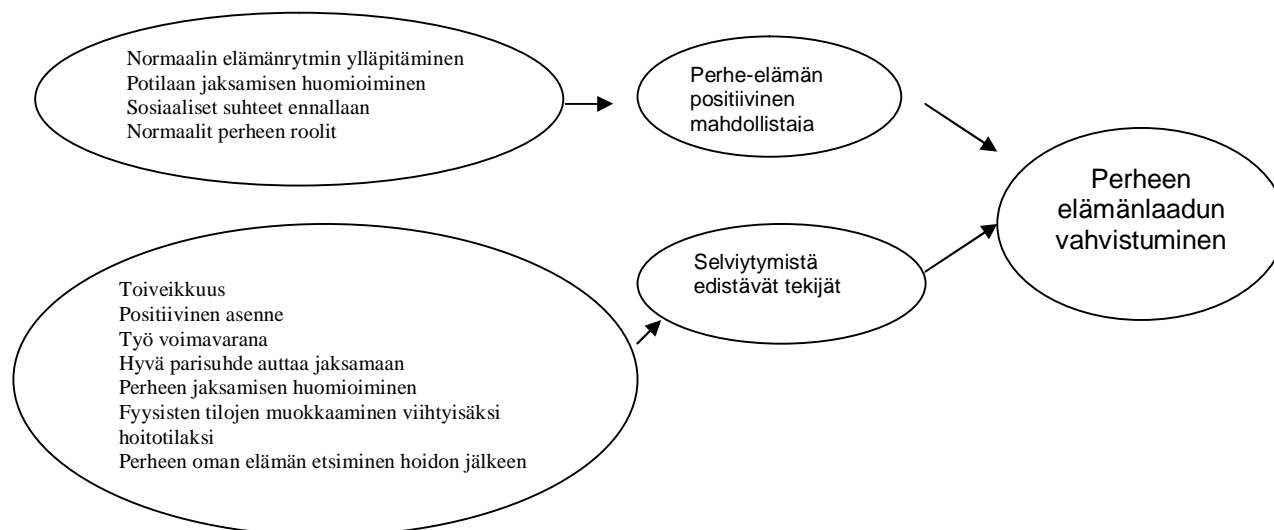 Normaalin elämänrytmin ylläpitäminen
Potilaan jaksamisen huomioiminen
Sosiaaliset suhteet ennallaan
Normaalit perheen roolit
Perhe-elämän
positiivinen
mahdollistaja
Perheen
elämänlaadun
vahvistuminen
Selviytymistä
edistävät tekijät
Toiveikkuus
Positiivinen asenne
Työ voimavarana
Hyvä parisuhde auttaa jaksamaan
Perheen jaksamisen huomioiminen
Fyysisten tilojen muokkaaminen viihtyisäksi
hoitotilaksi
Perheen oman elämän etsiminen hoidon jälkeen